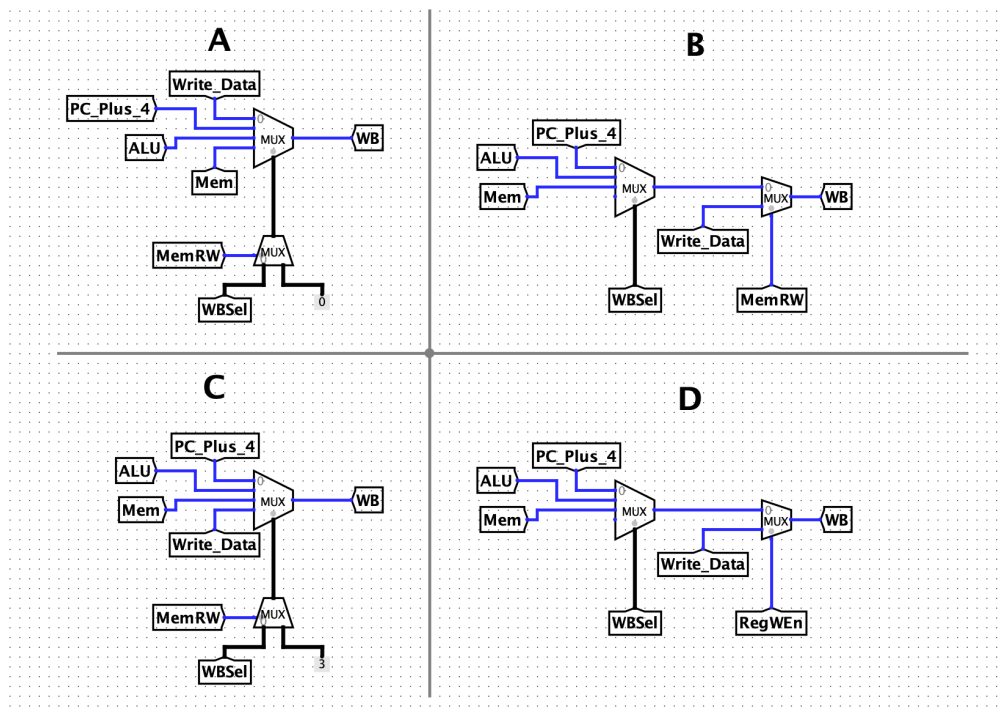 A
Write_Data
PC_Plus_4
0
MUX
WB
ALU
Mem
MemRW
MUX
0
WBSel
0
B
PC_Plus_4
ALU
0
Mem
MUX
0
MUX
WB
Write_Data
WBSel
MemRW
C
PC_Plus_4
ALU
0
MUX
WB
Mem
Write_Data
MemRW
MUX
0
WBSel
3
D
PC_Plus_4
ALU
0
Mem
MUX
0
MUX
WB
Write_Data
WBSel
RegWEn